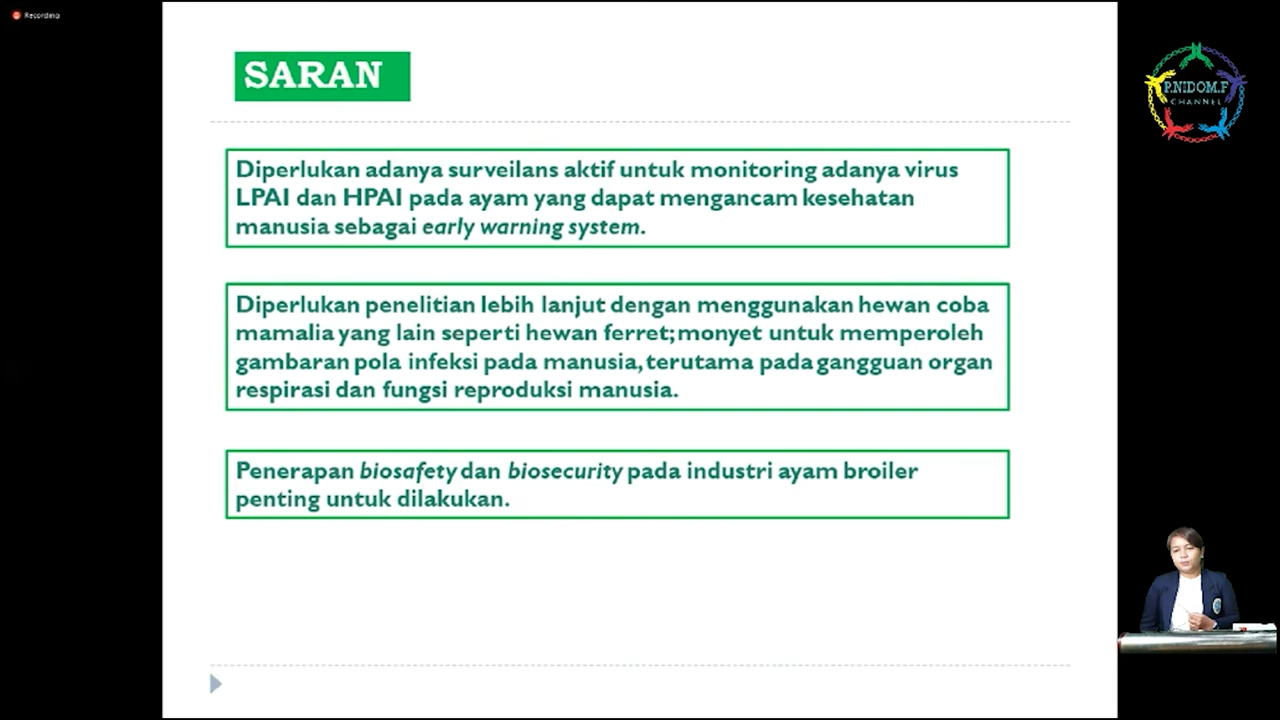 Recording
SARAN
P.NIDOM.F
CHANNEL
Diperlukan adanya surveilans aktif untuk monitoring adanya virus
LPAI dan HPAI pada ayam yang dapat mengancam kesehatan
manusia sebagai early warning system.
Diperlukan penelitian lebih lanjut dengan menggunakan hewan coba
mamalia yang lain seperti hewan ferret; monyet untuk memperoleh
gambaran pola infeksi pada manusia, terutama pada gangguan organ
respirasi dan fungsi reproduksi manusia.
Penerapan biosafety dan biosecurity pada industri ayam broiler
penting untuk dilakukan.